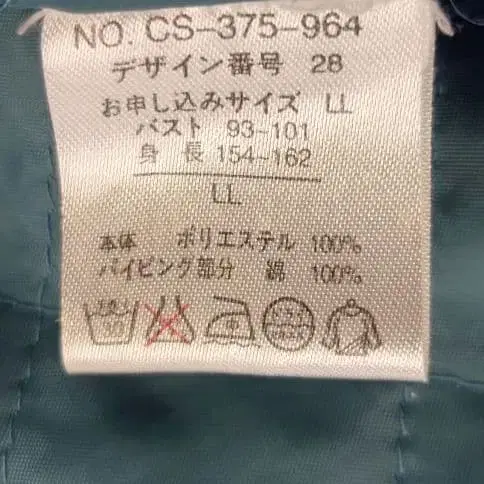 NO. CS-375-964
デザイン番号 28
お申し込みサイズ LL
バスト 93-101
身 長 154-162
LL
本体 ポリエステル 100%
パイピング部分 綿 100%
30 中